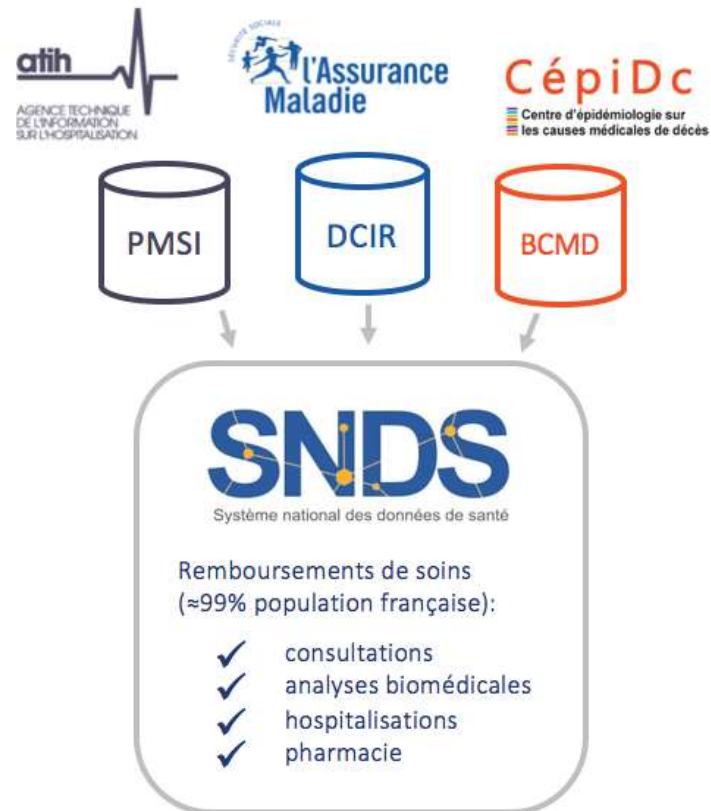 atih
AGENCE TECHNIQUE
DE L'INFORMATION
SUR L'HOSPITALISATION
SÉCURITÉ SOCIALE
l'Assurance
Maladie
CépiDc
Centre d'épidémiologie sur
les causes médicales de décès
PMSI
DCIR
BCMD
SNDS
Système national des données de santé
Remboursements de soins
(≈99% population française):
✓ consultations
✓ analyses biomédicales
✓ hospitalisations
✓ pharmacie